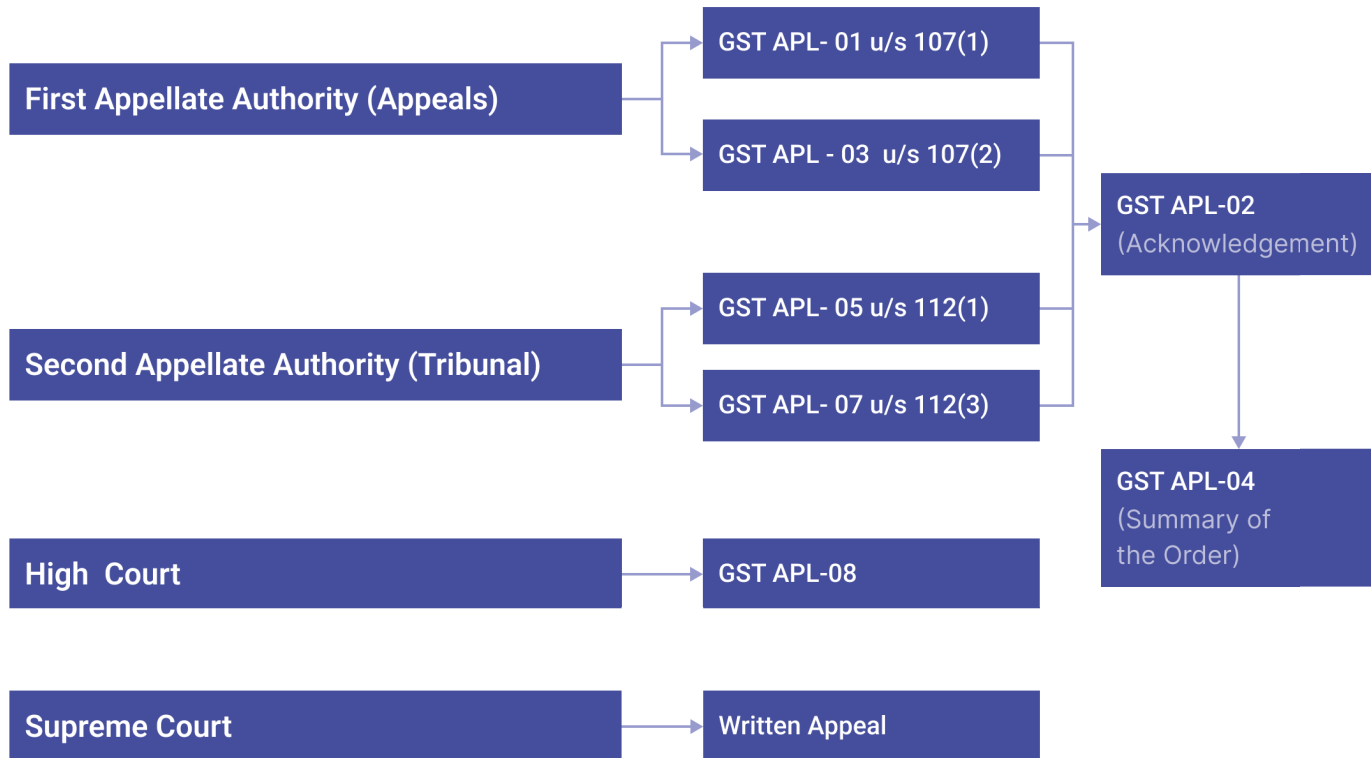 First Appellate Authority (Appeals)
GST APL- 01 u/s 107(1)
GST APL - 03 u/s 107(2)
Second Appellate Authority (Tribunal)
GST APL- 05 u/s 112(1)
GST APL- 07 u/s 112(3)
GST APL-02
(Acknowledgement)
GST APL-04
(Summary of
the Order)
High Court
GST APL-08
Supreme Court
Written Appeal